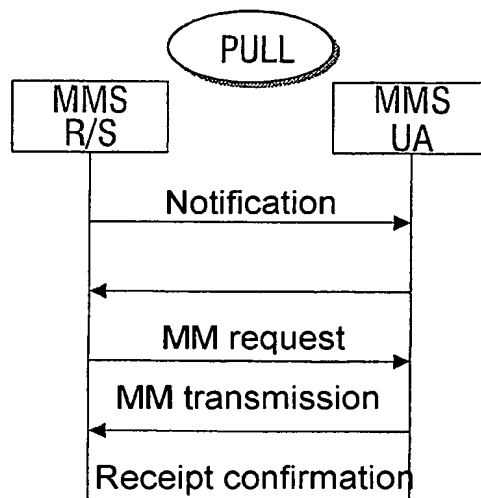 PULL
MMS
R/S
MMS
UA
Notification
MM request
MM transmission
Receipt confirmation